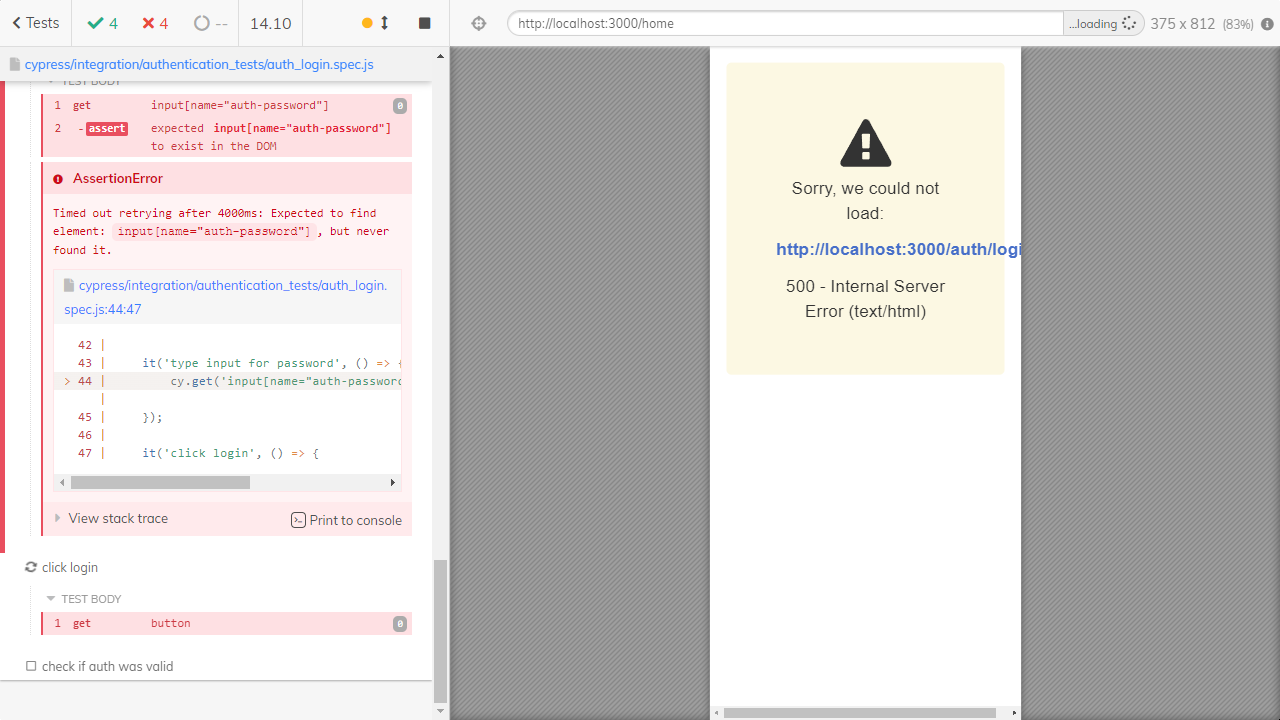 Tests
4
4
--
14.10
http://localhost:3000/home
...loading
375 x 812 (83%)
cypress/integration/authentication_tests/auth_login.spec.js
TEST BODY
1 get input[name="auth-password"] 0
2 -assert expected input[name="auth-password"]
to exist in the DOM
AssertionError
Timed out retrying after 4000ms: Expected to find
element: input[name="auth-password"], but never
found it.
cypress/integration/authentication_tests/auth_login.
spec.js:44:47
42 |
43 | it('type input for password', () => {
> 44 | cy.get('input[name="auth-password
|
45 | });
46 |
47 | it('click login', () => {
View stack trace
Print to console
click login
TEST BODY
1 get button 0
check if auth was valid
Sorry, we could not
load:
http://localhost:3000/auth/logi
500 - Internal Server
Error (text/html)